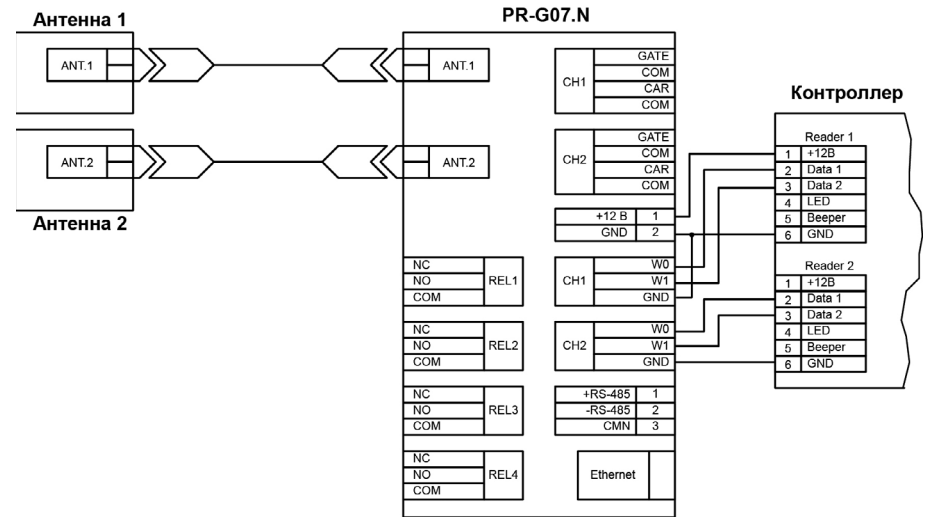 PR-G07.N
Антенна 1
ANT.1
ANT.1
Антенна 2
ANT.2
ANT.2
CH1
GATE
COM
CAR
COM
CH2
GATE
COM
CAR
COM
+12 В 1
GND 2
CH1
W0
W1
GND
CH2
W0
W1
GND
+RS-485 1
-RS-485 2
CMN 3
Ethernet
NC
NO
COM
REL1
NC
NO
COM
REL2
NC
NO
COM
REL3
NC
NO
COM
REL4
Контроллер
Reader 1
1 +12В
2 Data 1
3 Data 2
4 LED
5 Beeper
6 GND
Reader 2
1 +12В
2 Data 1
3 Data 2
4 LED
5 Beeper
6 GND